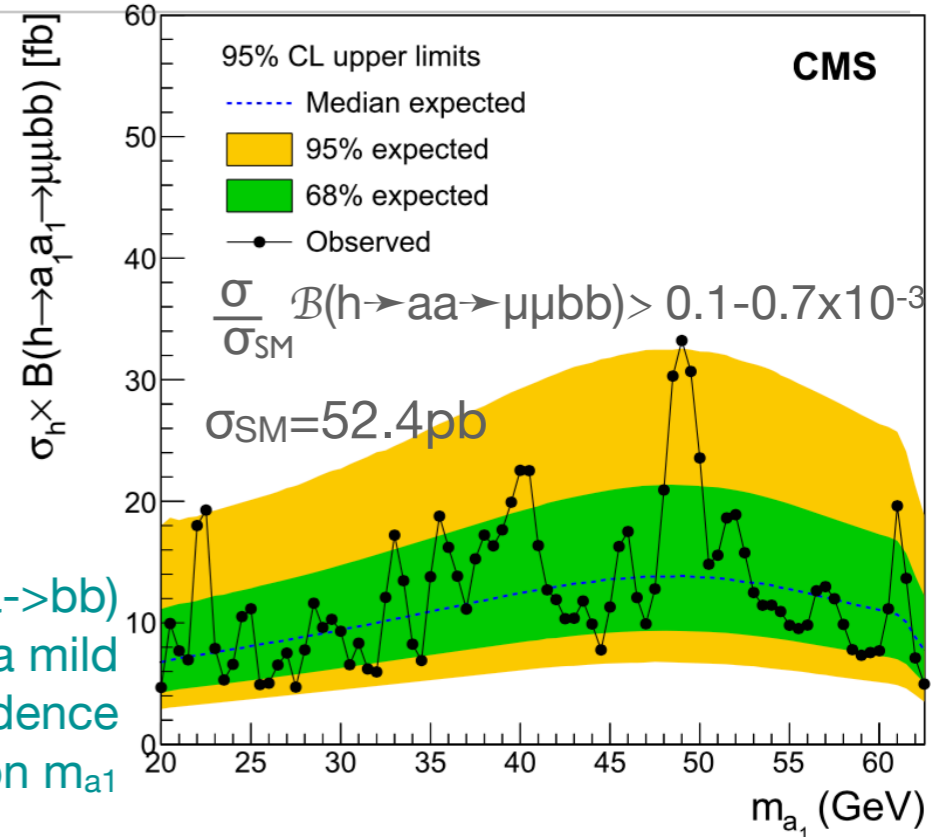 σh× B(h→a1a1→μμbb) [fb]
60
50
40
30
20
10
0
95% CL upper limits
CMS
Median expected
95% expected
68% expected
Observed
σ/σSM ℬ(h→aa→μμbb)> 0.1-0.7x10-3
σSM=52.4pb
->bb)
a mild
dence
on ma1
20 25 30 35 40 45 50 55 60
ma1 (GeV)